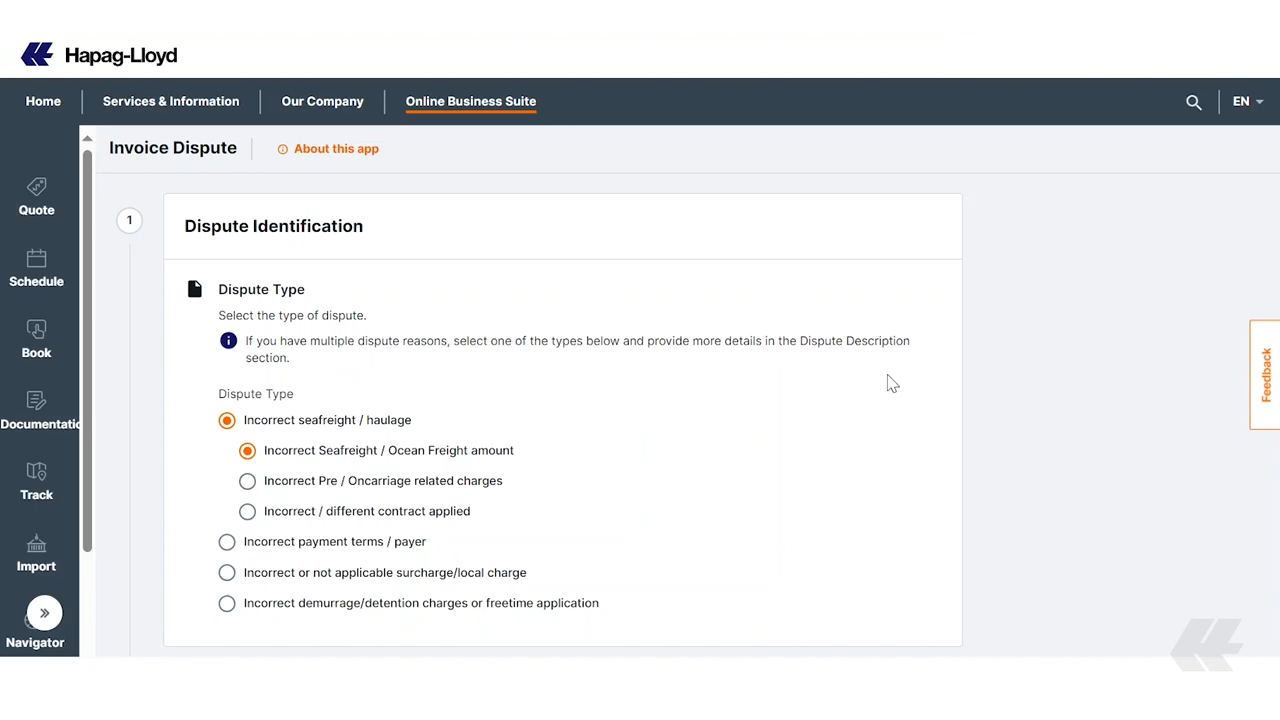 Hapag-Lloyd
Home
Services & Information
Our Company
Online Business Suite
EN
Invoice Dispute
About this app
Quote
Schedule
Book
Documentatio
Track
Import
Navigator
1
Dispute Identification
Dispute Type
Select the type of dispute.
If you have multiple dispute reasons, select one of the types below and provide more details in the Dispute Description
section.
Dispute Type
Incorrect seafreight / haulage
Incorrect Seafreight / Ocean Freight amount
Incorrect Pre / Oncarriage related charges
Incorrect / different contract applied
Incorrect payment terms / payer
Incorrect or not applicable surcharge/local charge
Incorrect demurrage/detention charges or freetime application
Feedback